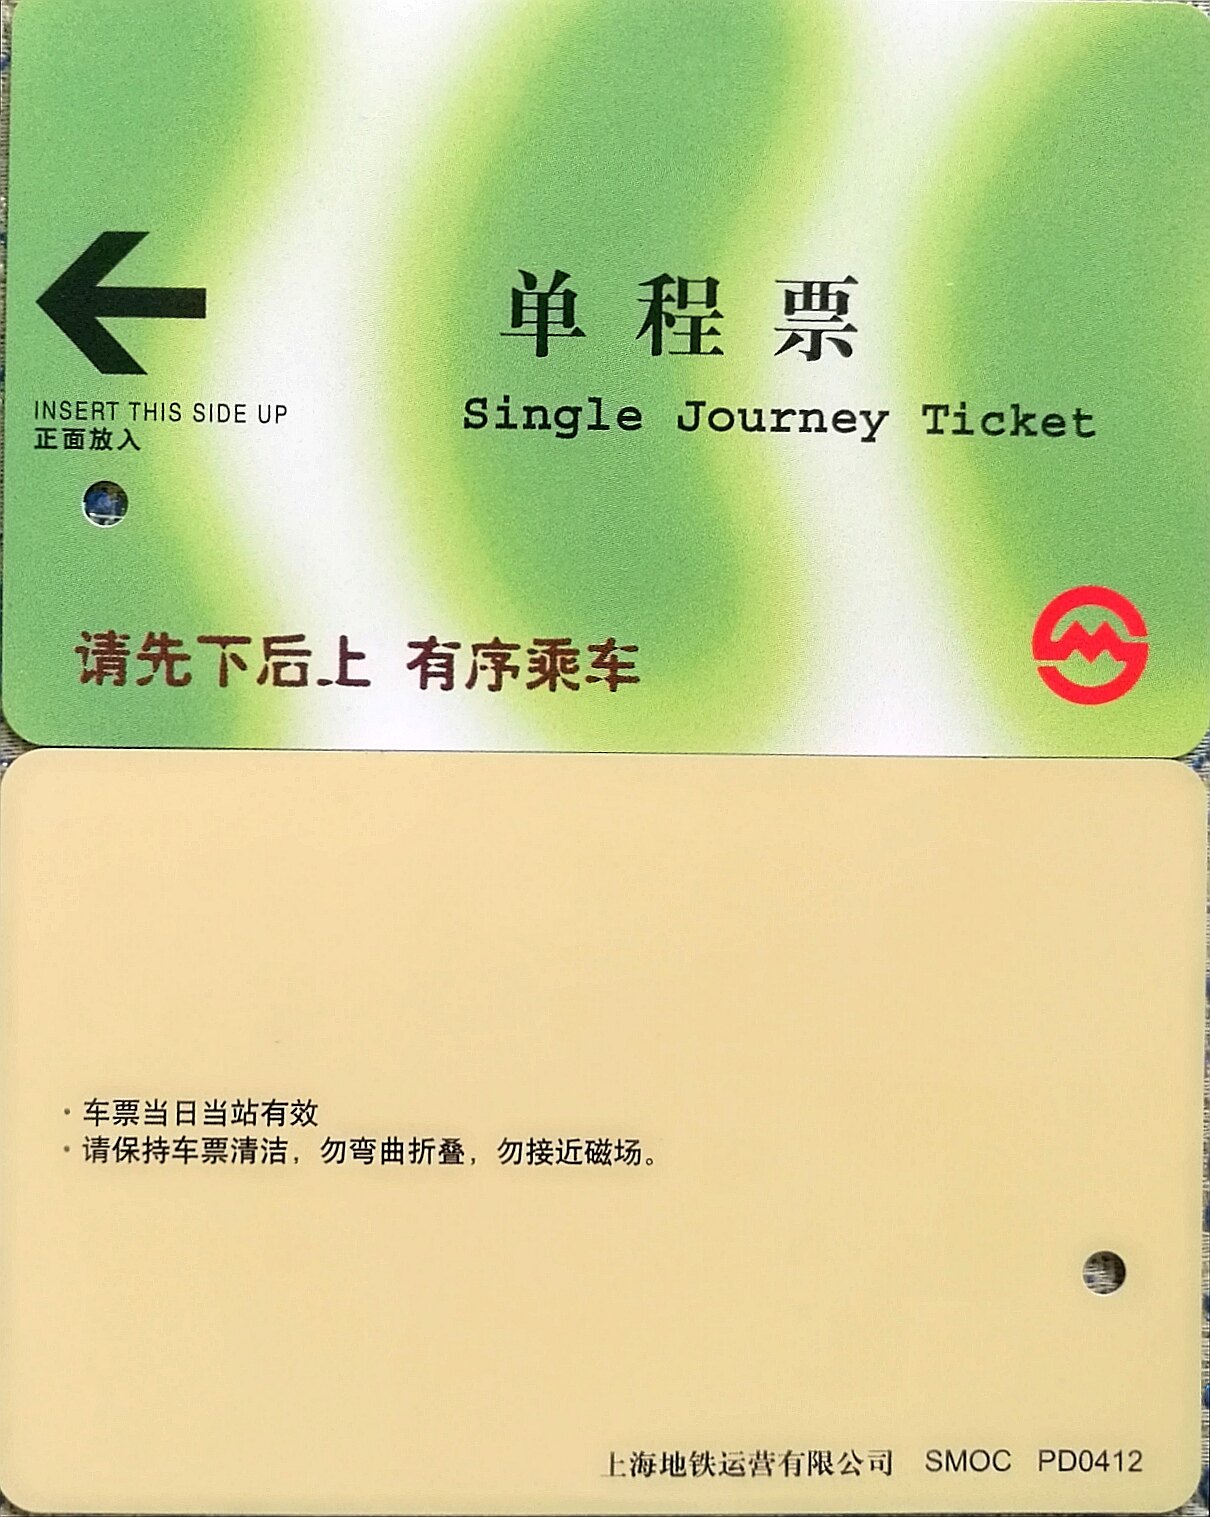 单程票
Single Journey Ticket
INSERT THIS SIDE UP
正面放入
请先下后上 有序乘车
·车票当日当站有效
·请保持车票清洁，勿弯曲折叠，勿接近磁场。
上海地铁运营有限公司 SMOC PD0412